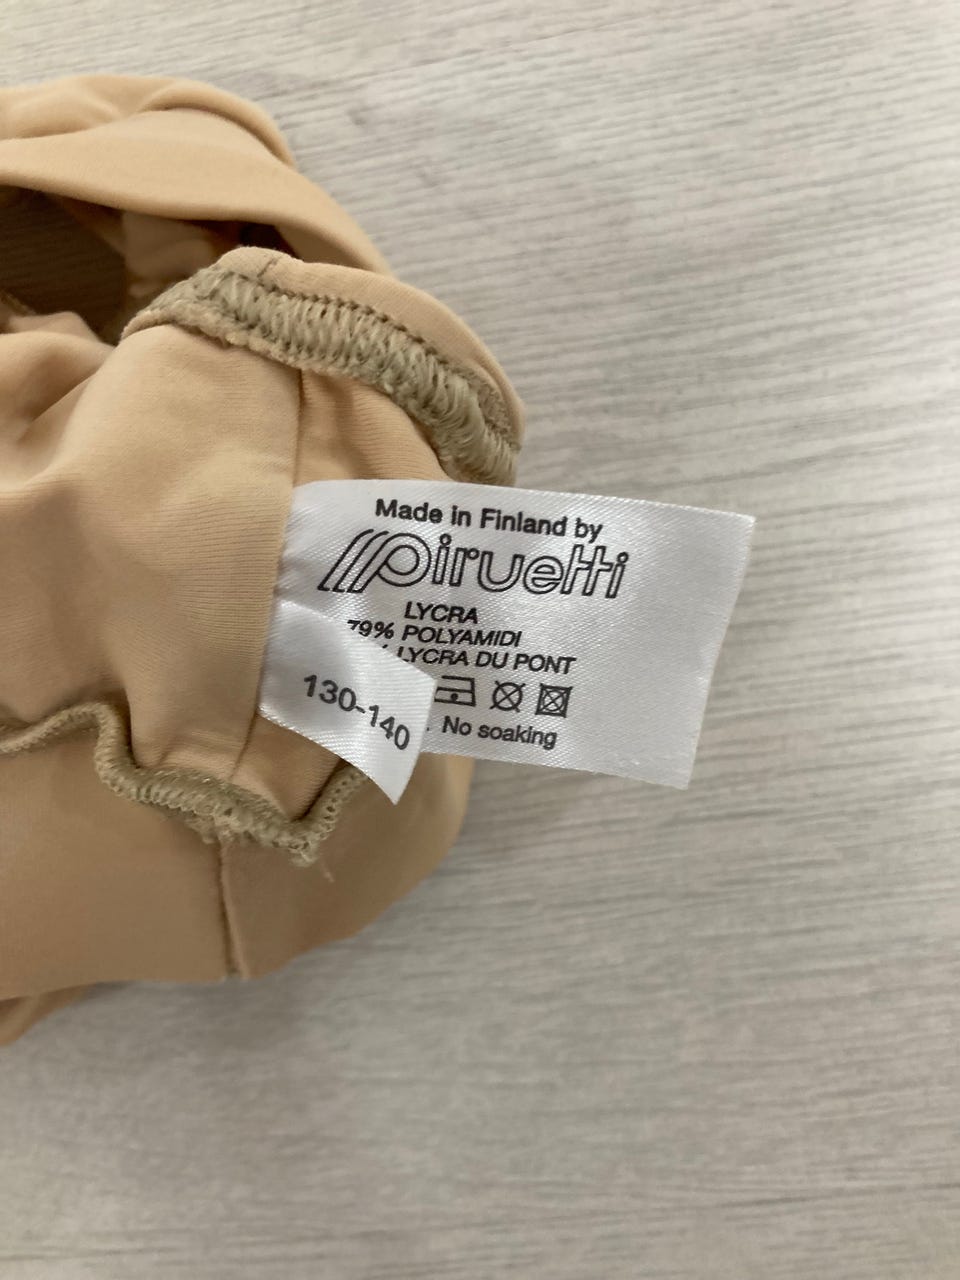 Made in Finland by
piruetti
LYCRA
79% POLYAMIDI
% LYCRA DU PONT
130-140
. No soaking